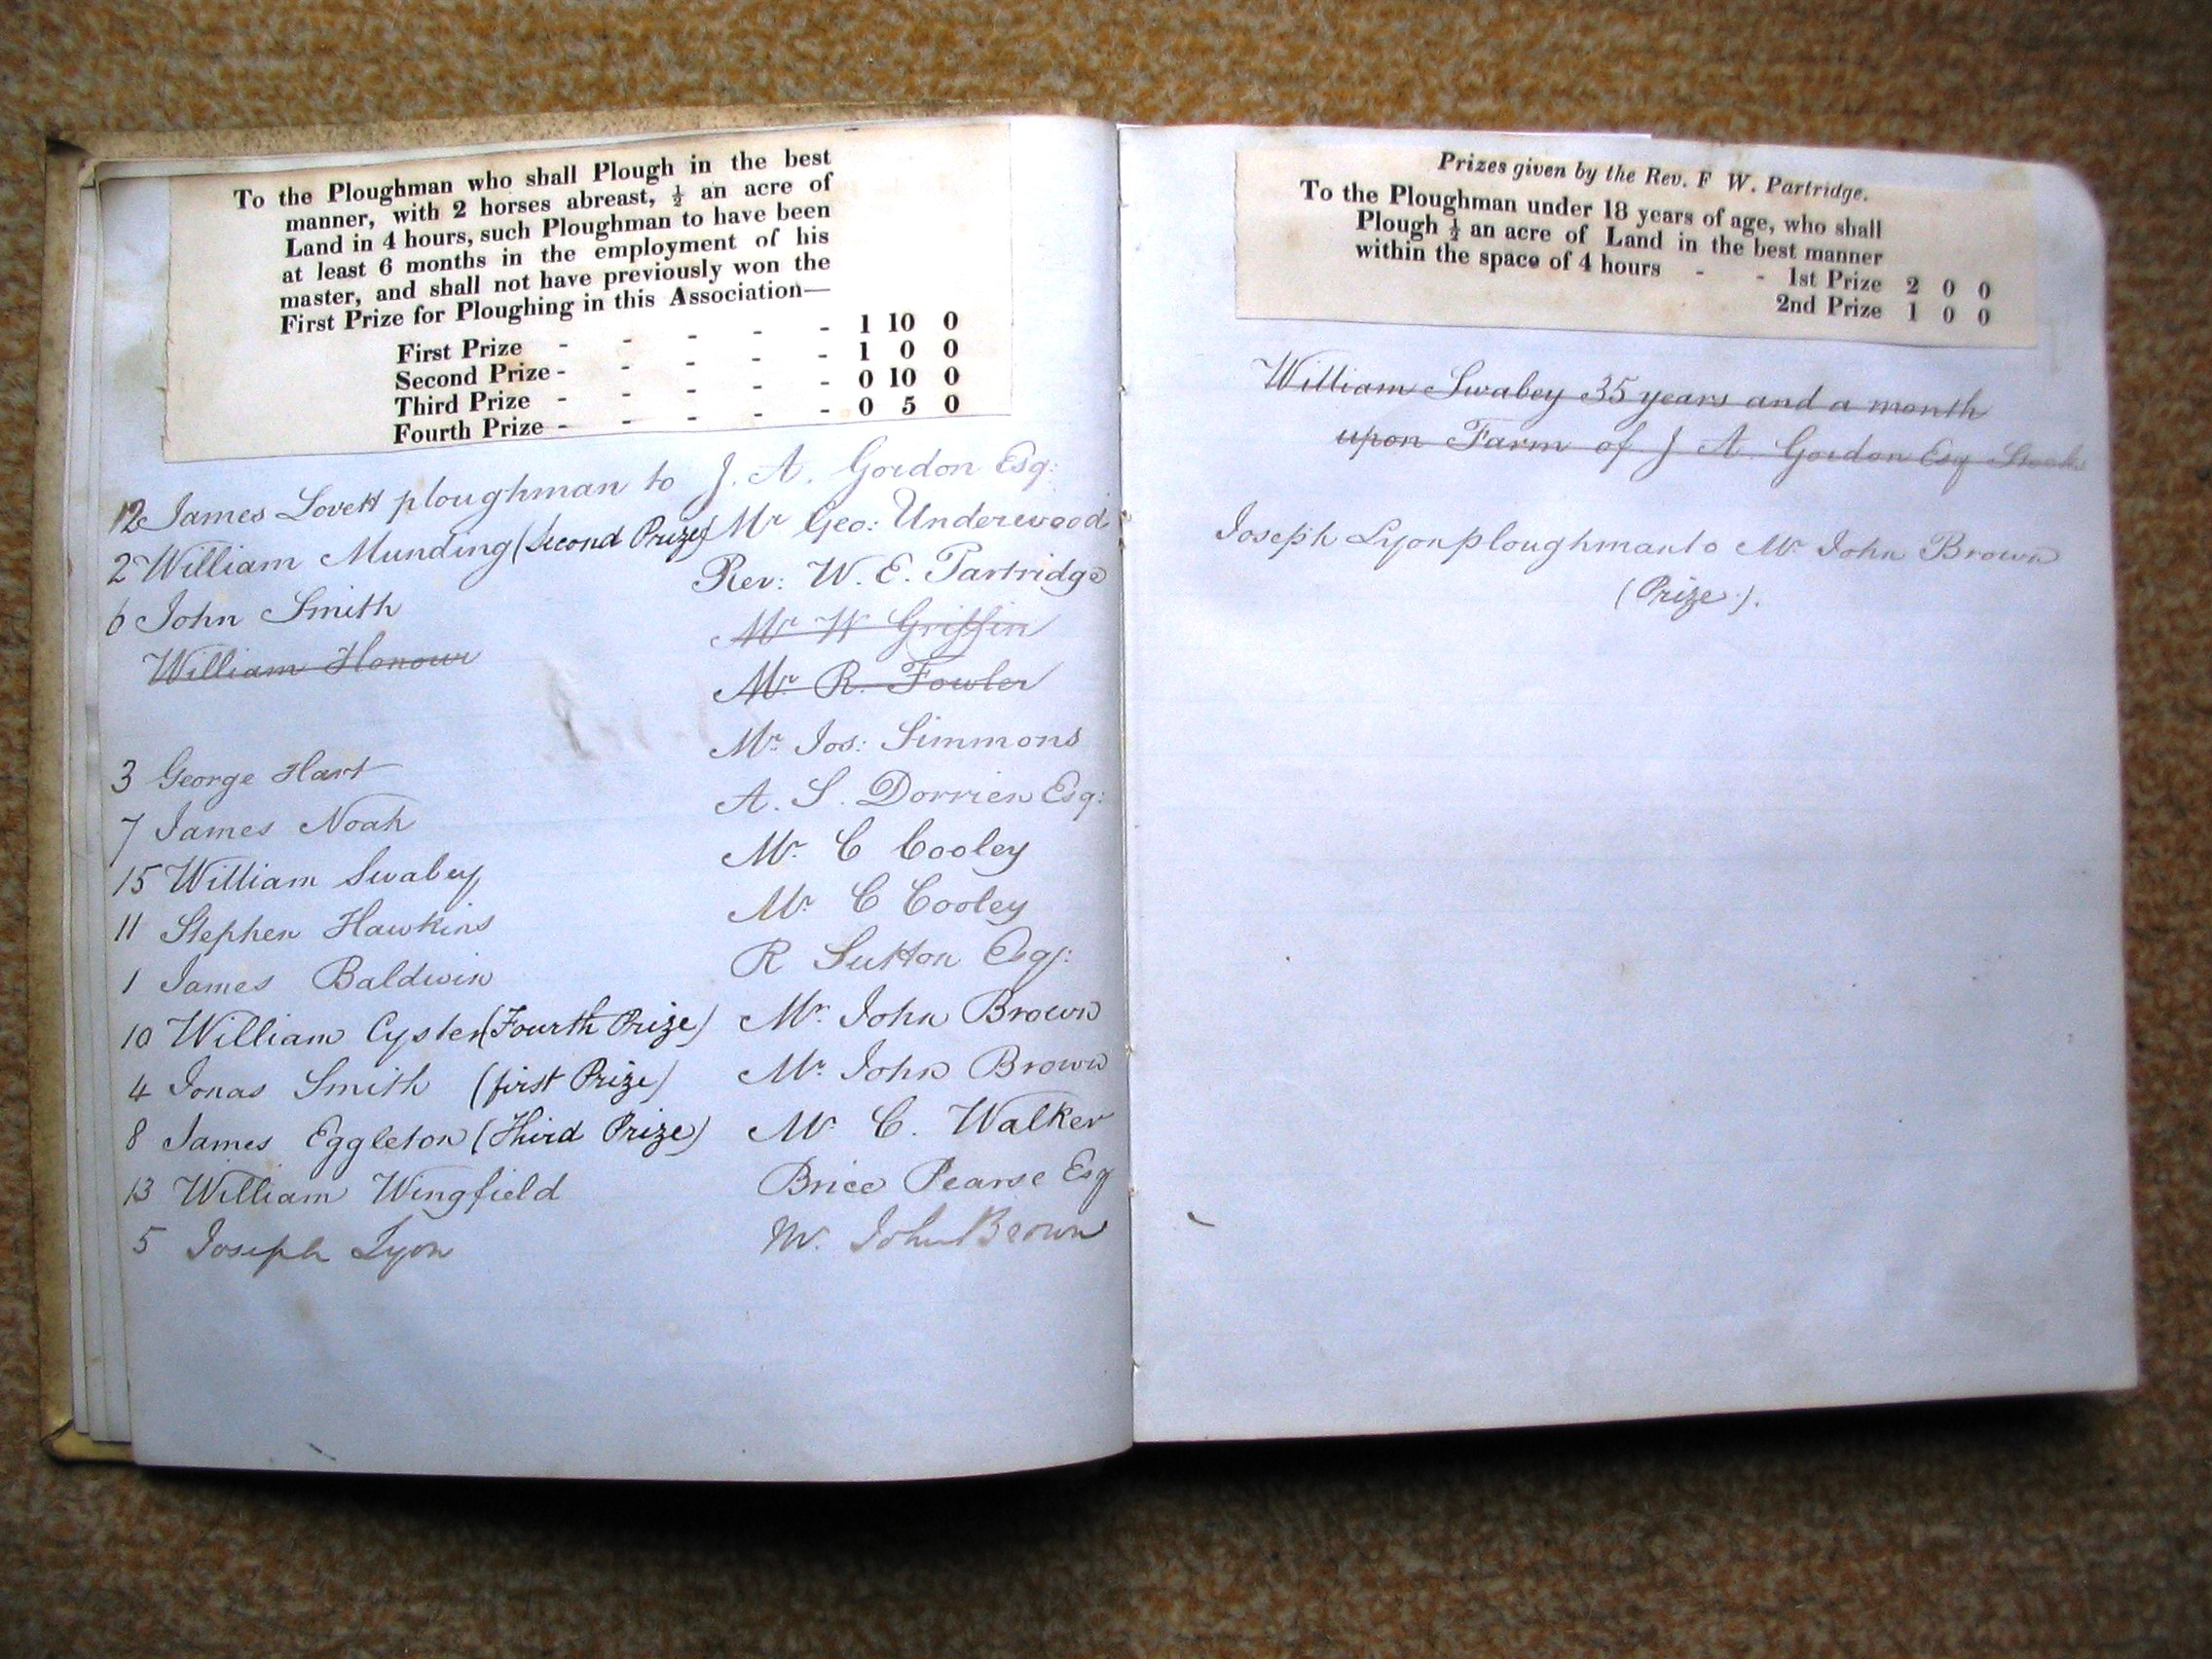 To the Ploughman who shall Plough in the best
manner, with 2 horses abreast, ½ an acre of
Land in 4 hours, such Ploughman to have been
at least 6 months in the employment of his
master, and shall not have previously won the
First Prize for Ploughing in this Association—
First Prize - - - - - 1 10 0
Second Prize - - - - - 1 0 0
Third Prize - - - - - 0 10 0
Fourth Prize - - - - - 0 5 0
12 James Lovett ploughman to J. A. Gordon Esq:
2 William Munding (Second Prize) Mr Geo: Underwood
6 John Smith Rev: W. E. Partridge
William Honour Mr W Griffin
Mr R. Fowler
3 George Hart Mr Jos: Simmons
7 James Noah A. S. Dorrien Esq:
15 William Swabey Mr. C Cooley
11 Stephen Hawkins Mr. C Cooley
1 James Baldwin R Sutton Esq:
10 William Cyster (Fourth Prize) Mr John Brown
4 Jonas Smith (first Prize) Mr John Brown
8 James Eggleton (Third Prize) Mr C. Walker
13 William Wingfield Brice Pearse Esq
5 Joseph Lyon Mr. John Brown
Prizes given by the Rev. F W. Partridge.
To the Ploughman under 18 years of age, who shall
Plough ½ an acre of Land in the best manner
within the space of 4 hours - - 1st Prize 2 0 0
2nd Prize 1 0 0
William Swabey 35 years and a month
upon Farm of J A Gordon Esq
Joseph Lyon ploughman to Mr John Brown
(Prize).